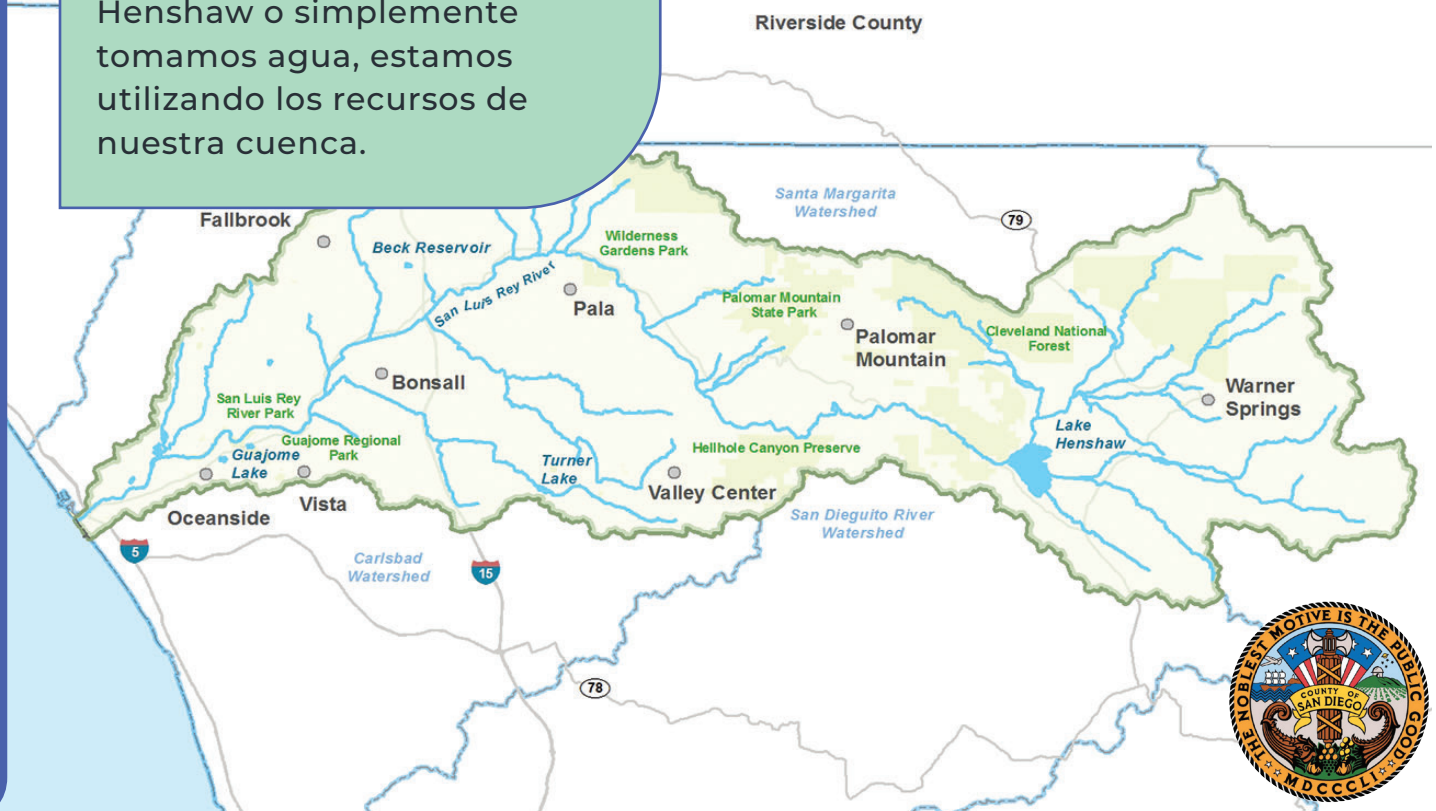 Henshaw o simplemente
tomamos agua, estamos
utilizando los recursos de
nuestra cuenca.
Riverside County
Santa Margarita
Watershed
79
Fallbrook
Beck Reservoir
Wilderness
Gardens Park
San Luis Rey River
Pala
Palomar Mountain
State Park
Palomar
Mountain
Cleveland National
Forest
Bonsall
Warner
Springs
San Luis Rey
River Park
Guajome Regional
Park
Guajome
Lake
Lake
Henshaw
Hellhole Canyon Preserve
Turner
Lake
Valley Center
Vista
Oceanside
San Dieguito River
Watershed
5
Carlsbad
Watershed
15
78
THE NOBLEST MOTIVE IS THE PUBLIC GOOD
COUNTY OF
SAN DIEGO
MDCCCLI